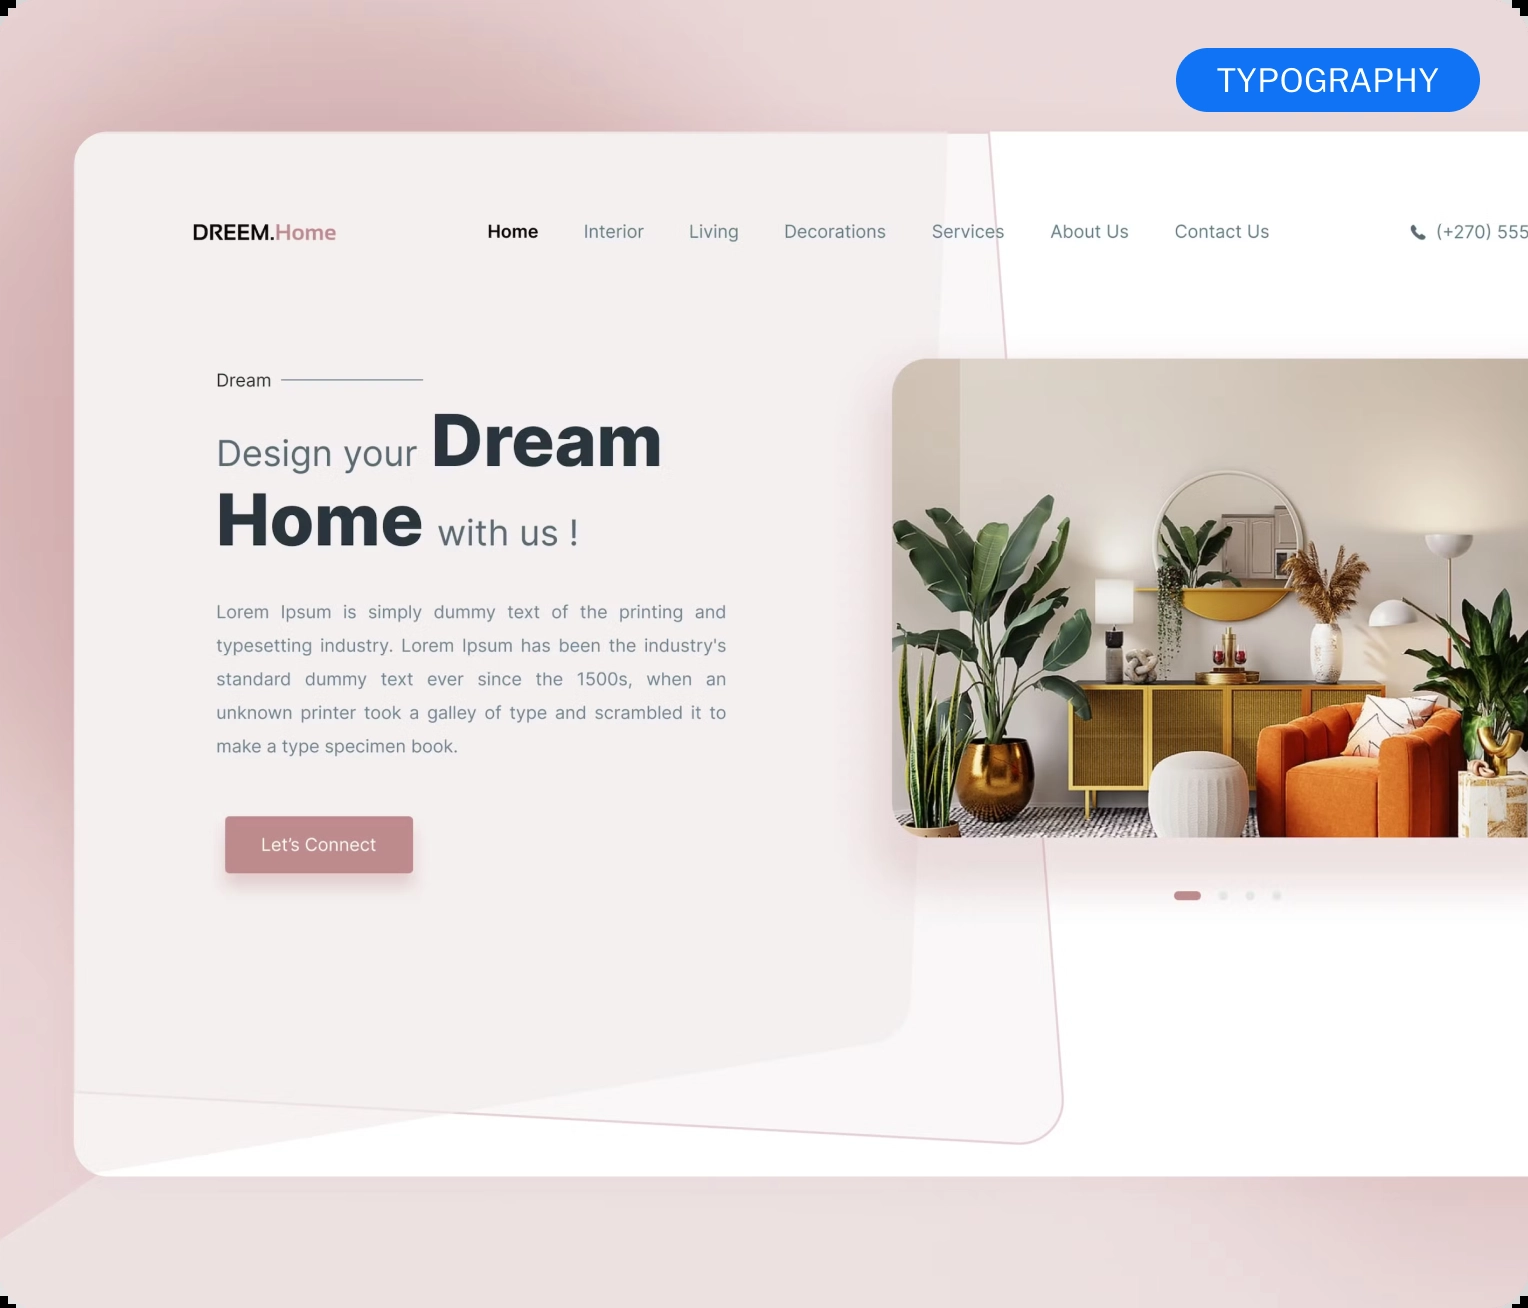 TYPOGRAPHY
DREEM.Home
Home Interior Living Decorations Services About Us Contact Us
(+270) 555
Dream
Design your Dream
Home with us !
Lorem Ipsum is simply dummy text of the printing and
typesetting industry. Lorem Ipsum has been the industry's
standard dummy text ever since the 1500s, when an
unknown printer took a galley of type and scrambled it to
make a type specimen book.
Let's Connect